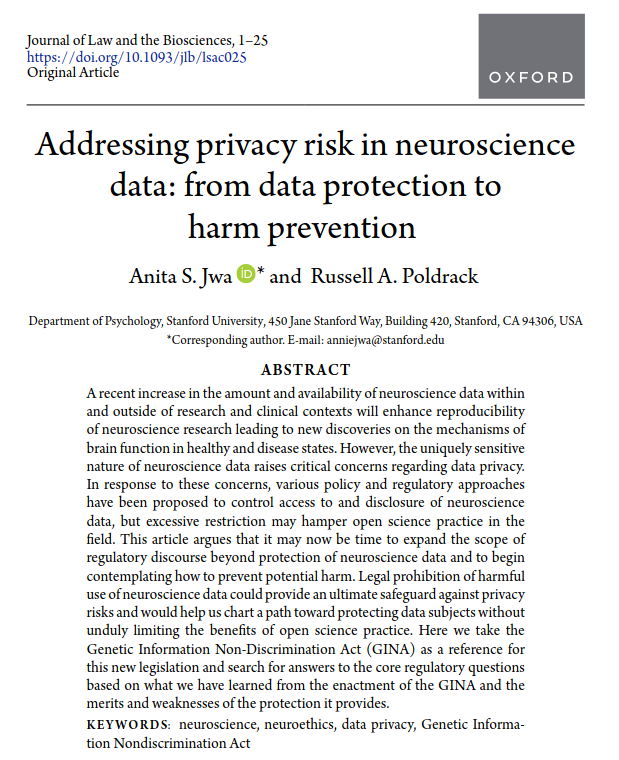 Journal of Law and the Biosciences, 1–25
https://doi.org/10.1093/jlb/lsac025
Original Article
OXFORD
Addressing privacy risk in neuroscience
data: from data protection to
harm prevention
Anita S. Jwa iD * and Russell A. Poldrack
Department of Psychology, Stanford University, 450 Jane Stanford Way, Building 420, Stanford, CA 94306, USA
*Corresponding author. E-mail: anniejwa@stanford.edu
ABSTRACT
A recent increase in the amount and availability of neuroscience data within
and outside of research and clinical contexts will enhance reproducibility
of neuroscience research leading to new discoveries on the mechanisms of
brain function in healthy and disease states. However, the uniquely sensitive
nature of neuroscience data raises critical concerns regarding data privacy.
In response to these concerns, various policy and regulatory approaches
have been proposed to control access to and disclosure of neuroscience
data, but excessive restriction may hamper open science practice in the
field. This article argues that it may now be time to expand the scope of
regulatory discourse beyond protection of neuroscience data and to begin
contemplating how to prevent potential harm. Legal prohibition of harmful
use of neuroscience data could provide an ultimate safeguard against privacy
risks and would help us chart a path toward protecting data subjects without
unduly limiting the benefits of open science practice. Here we take the
Genetic Information Non-Discrimination Act (GINA) as a reference for
this new legislation and search for answers to the core regulatory questions
based on what we have learned from the enactment of the GINA and the
merits and weaknesses of the protection it provides.
KEYWORDS: neuroscience, neuroethics, data privacy, Genetic Informa-
tion Nondiscrimination Act